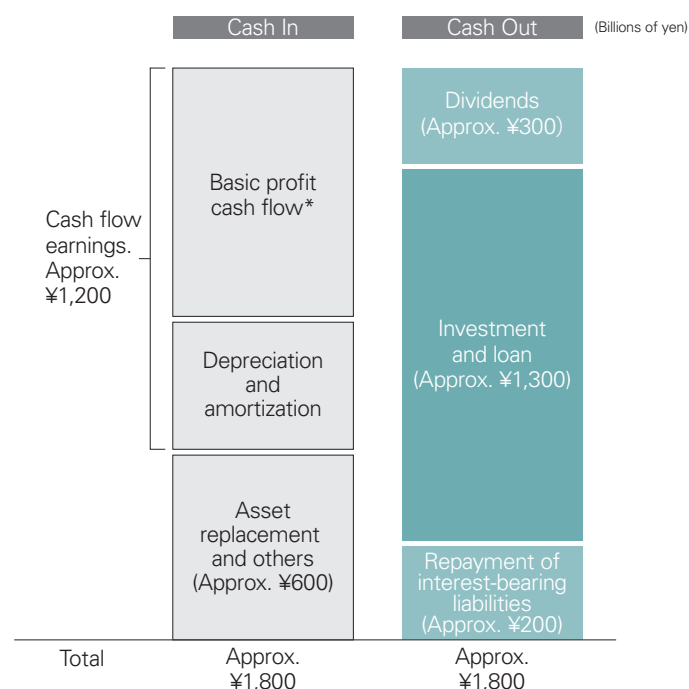 Cash In
Cash Out
(Billions of yen)
Cash flow
earnings.
Approx.
¥1,200
Basic profit
cash flow*
Depreciation
and
amortization
Asset
replacement
and others
(Approx. ¥600)
Dividends
(Approx. ¥300)
Investment
and loan
(Approx. ¥1,300)
Repayment of
interest-bearing
liabilities
(Approx. ¥200)
Total
Approx.
¥1,800
Approx.
¥1,800